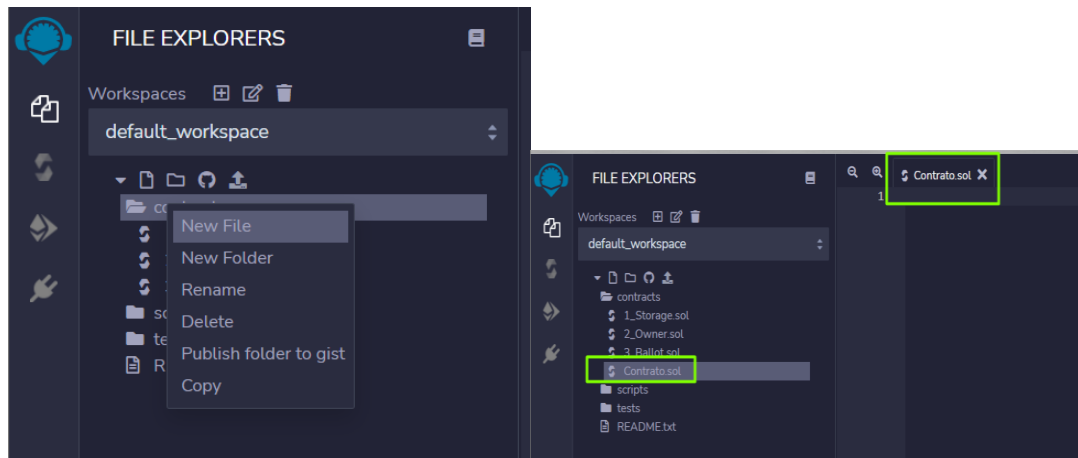 FILE EXPLORERS
Workspaces
default_workspace
New File
New Folder
Rename
Delete
Publish folder to gist
Copy
FILE EXPLORERS
Workspaces
default_workspace
contracts
1_Storage.sol
2_Owner.sol
3_Ballot.sol
Contrato.sol
scripts
tests
README.txt
Contrato.sol
1